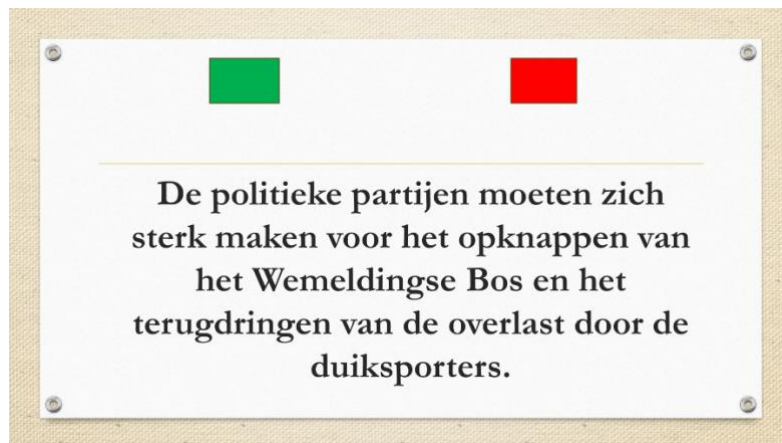 De politieke partijen moeten zich
sterk maken voor het opknappen van
het Wemeldingse Bos en het
terugdringen van de overlast door de
duiksporters.